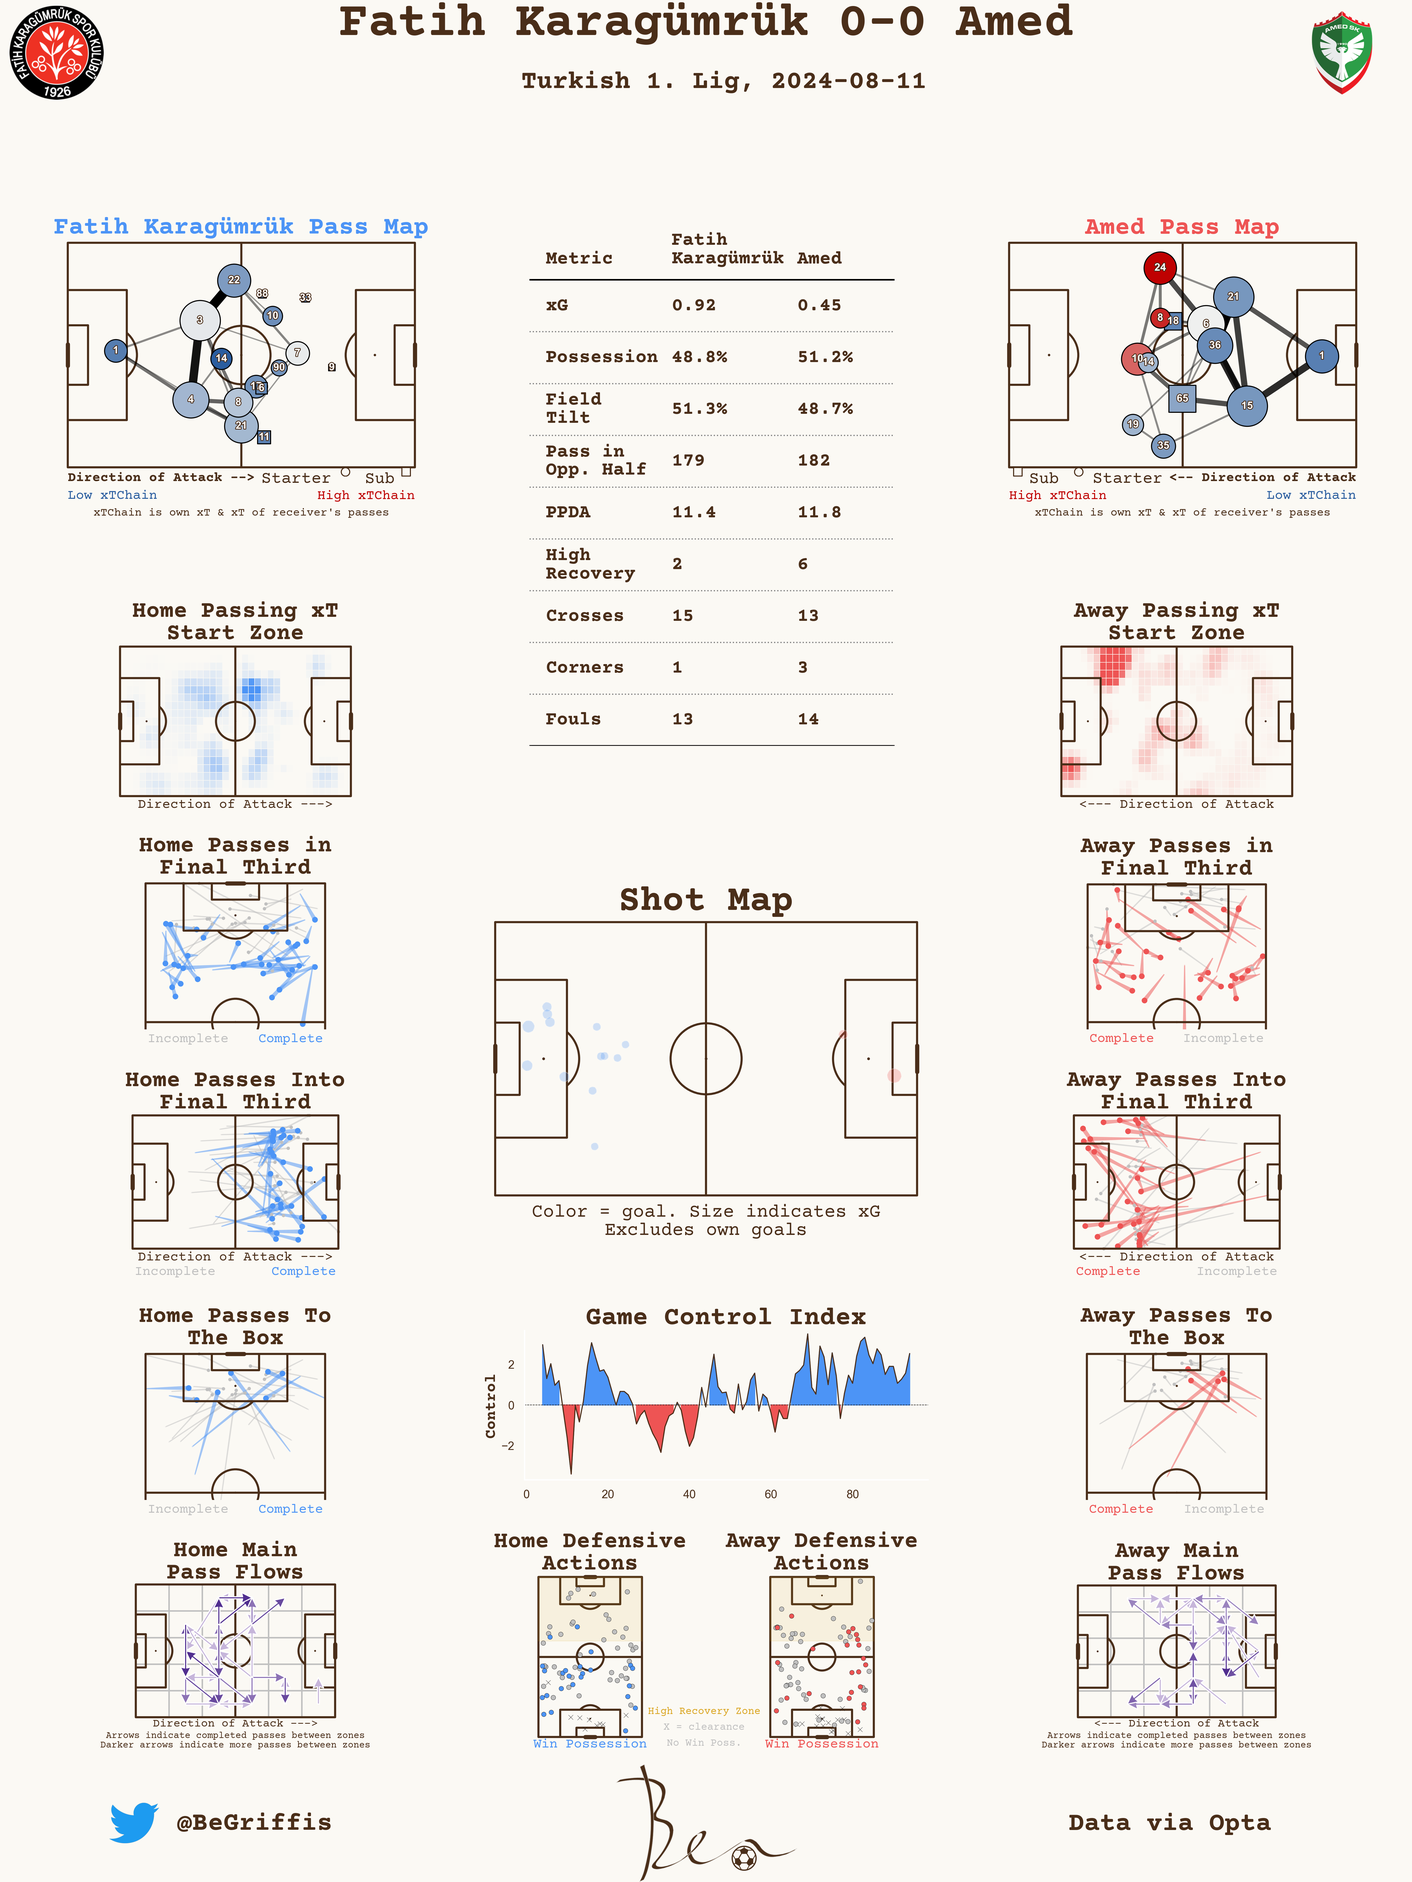 Fatih Karagümrük 0-0 Amed
Turkish 1. Lig, 2024-08-11
FATİH KARAGÜMRÜK SPOR KULÜBÜ
1926
AMED SK
Fatih Karagümrük Pass Map
22
88
33
10
3
1
14
7
90
9
6
4
8
21
11
Direction of Attack --> Starter Sub
Low xTChain High xTChain
xTChain is own xT & xT of receiver's passes
Metric Fatih Karagümrük Amed
xG 0.92 0.45
Possession 48.8% 51.2%
Field Tilt 51.3% 48.7%
Pass in Opp. Half 179 182
PPDA 11.4 11.8
High Recovery 2 6
Crosses 15 13
Corners 1 3
Fouls 13 14
Amed Pass Map
24
21
8
18
6
36
10
14
1
65
15
19
35
Sub Starter <-- Direction of Attack
High xTChain Low xTChain
xTChain is own xT & xT of receiver's passes
Home Passing xT
Start Zone
Direction of Attack --->
Away Passing xT
Start Zone
<--- Direction of Attack
Home Passes in
Final Third
Incomplete Complete
Away Passes in
Final Third
Complete Incomplete
Shot Map
Color = goal. Size indicates xG
Excludes own goals
Home Passes Into
Final Third
Direction of Attack --->
Incomplete Complete
Away Passes Into
Final Third
<--- Direction of Attack
Complete Incomplete
Home Passes To
The Box
Incomplete Complete
Game Control Index
Control
2
0
−2
0 20 40 60 80
Away Passes To
The Box
Complete Incomplete
Home Main
Pass Flows
Direction of Attack --->
Arrows indicate completed passes between zones
Darker arrows indicate more passes between zones
Home Defensive
Actions
Win Possession
Away Defensive
Actions
Win Possession
High Recovery Zone
X = clearance
No Win Poss.
Away Main
Pass Flows
<--- Direction of Attack
Arrows indicate completed passes between zones
Darker arrows indicate more passes between zones
@BeGriffis
Ben
Data via Opta